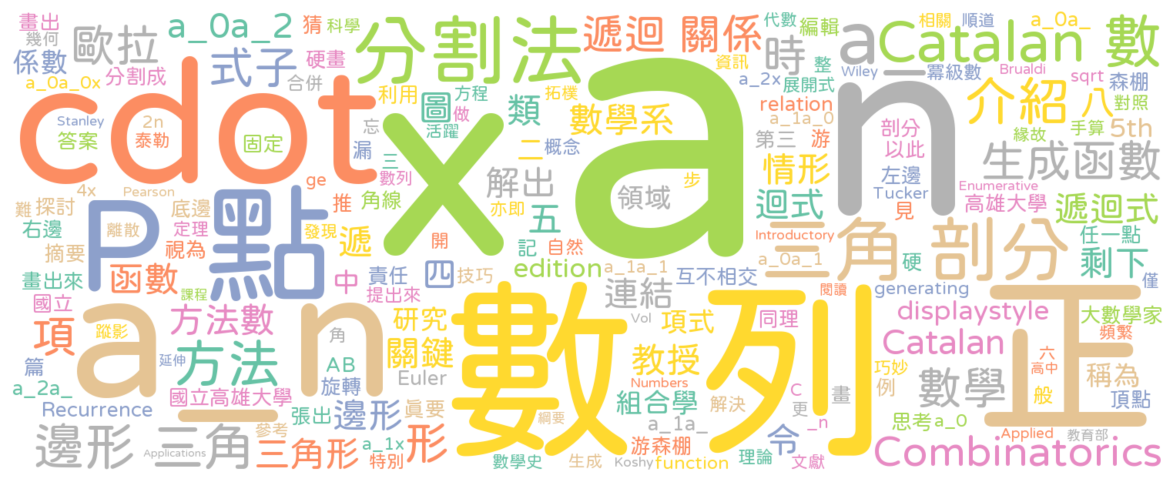 畫出 猜 科學 代數 編輯 相關 順道 a_0a_
幾何 歐拉 a_0a_2 硬畫 分割法 遞迴 關係 時 整 a Catalan 數
係數 式子 合併 資訊 a_2x 展開式 Wiley 冪級數 Brualdi sqrt 森棚
a_0a_0x 分割成 利用 方程 拓樸 relation 介紹 八 對照
Stanley 2n cdot 圖 做 類 數學系 a_1a_0 剖分 緣故 手算 5th
答案 泰勒 固定 忘 活躍 x a 第三 游 n 以此
漏 三 二 概念 情形 左邊 生成函數
4x Pearson ge 數列 解出 領域 步 Tucker Enumerative
難 探討 底邊 P 點 推 角線 亦即 五 迴式 見 高雄大學 遞迴式
右邊 定理 發現 開 記 自然 Introductory 任一點
摘要 離散 視為 遞 edition a_1a_1 a_0a_1 三角 剖分 剩下
畫出來 函數 中 責任 四 技巧 互不相交 generating 僅
國立 課程 提出來 連結 閱讀 正 大數學家
項 蹤影 方法數 a_n 角 研究 數列 Vol 項式 同理 displaystyle 頻繁
篇 延伸 方法 AB 關鍵 教授 六 稱為
a_2a_ 國立高雄大學 旋轉 Euler Numbers C 巧妙 Catalan 高中
Recurrence 張出 邊形 組合學 解決 更 畫 例 數學 般 頂點
綱要 a_1a_ 令 _n 思考 a_0
邊形 三角 參考 三角形 a_1x 形 眞要 游森棚 理論 Applied 教育部
Applications 特別 數學史 生成 Koshy function 文獻 Combinatorics